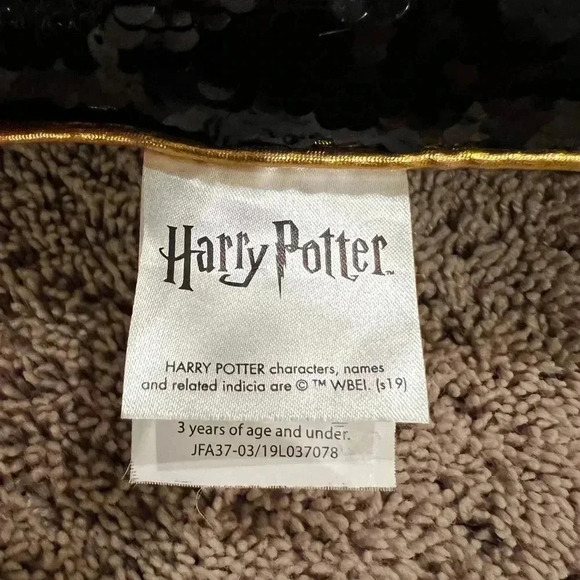 Harry Potter™
HARRY POTTER characters, names
and related indicia are © ™ WBEI. (s19)
3 years of age and under.
JFA37-03/19L037078